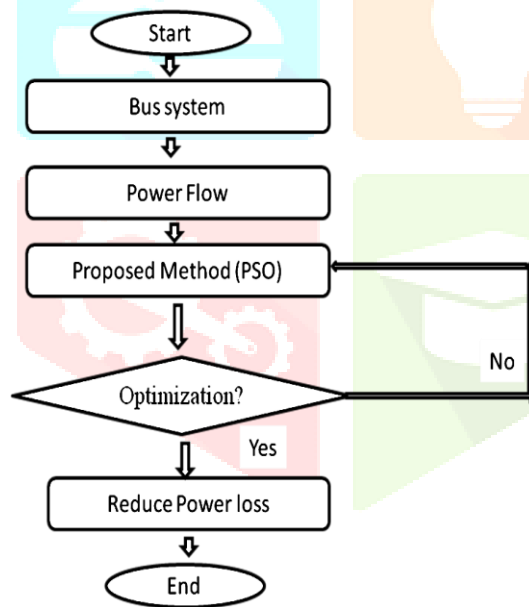 Start
Bus system
Power Flow
Proposed Method (PSO)
Optimization?
No
Yes
Reduce Power loss
End